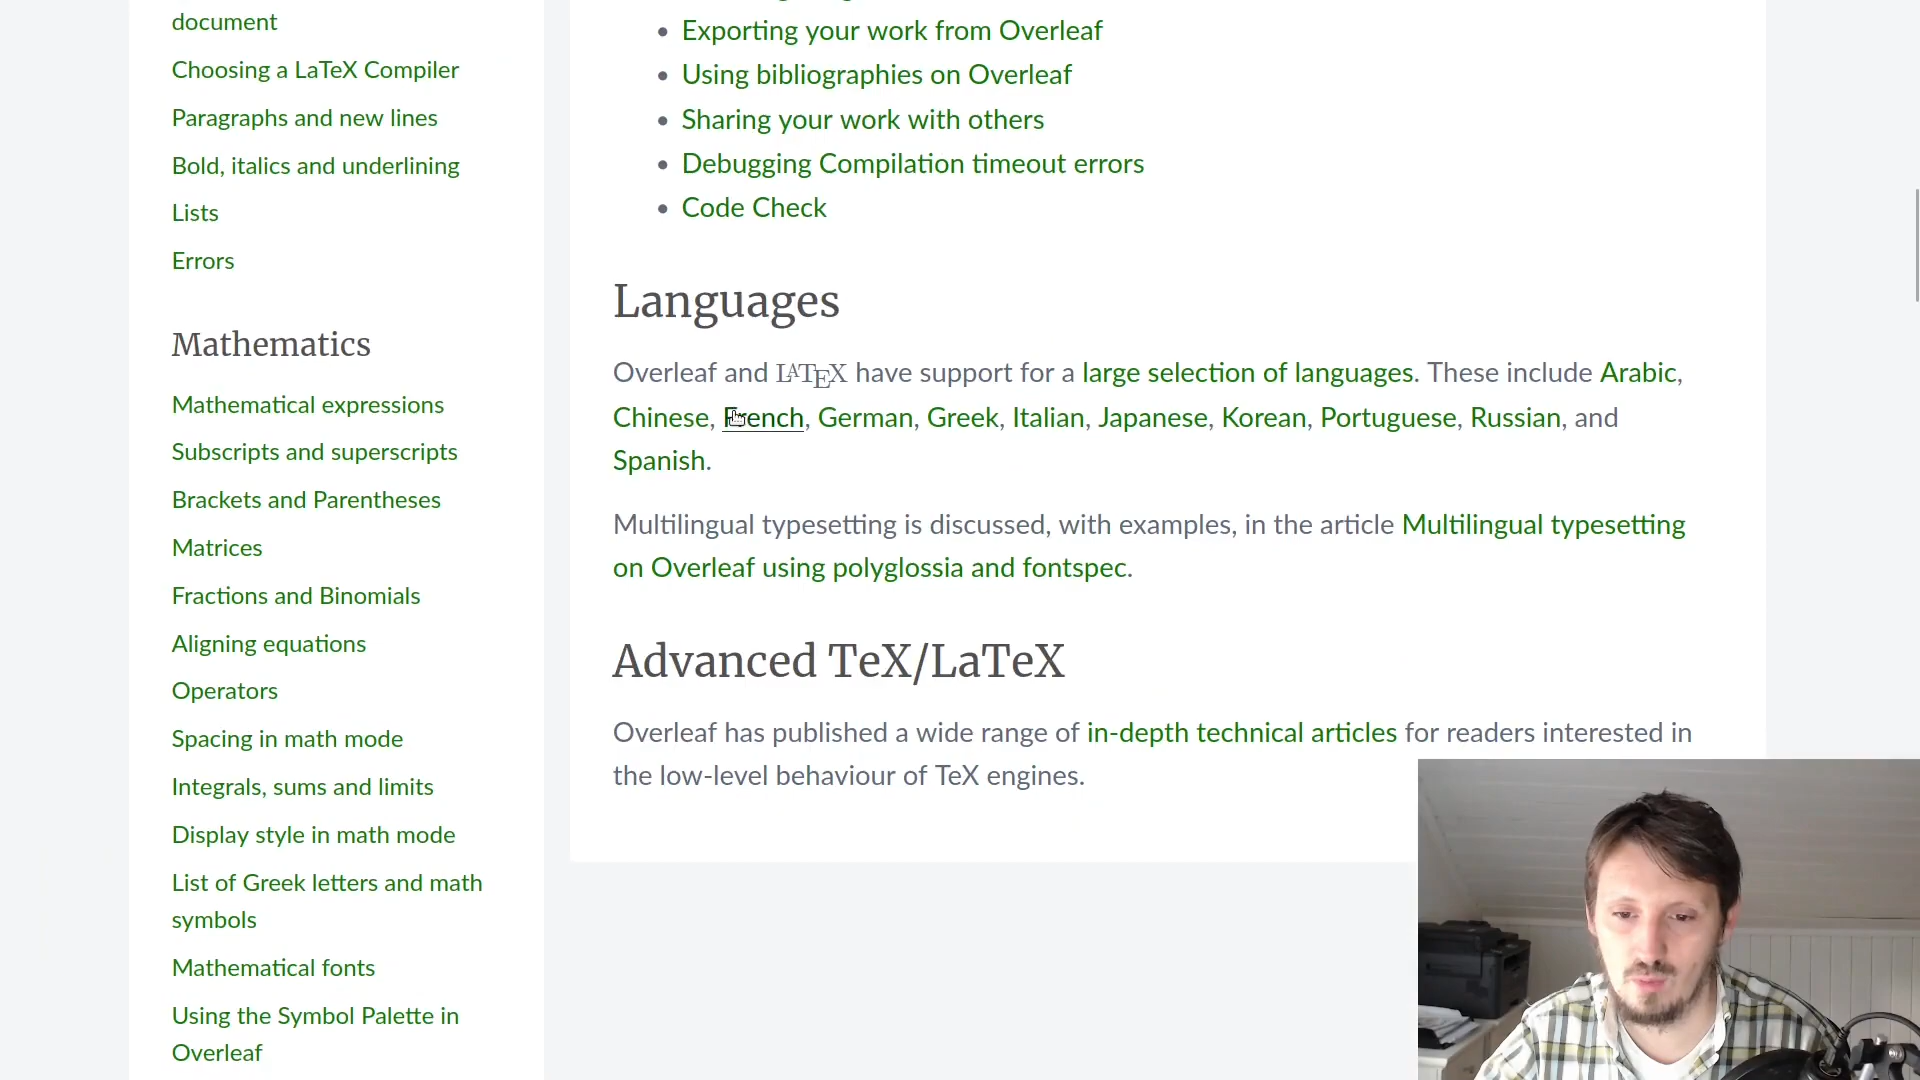 document
Choosing a LaTeX Compiler
Paragraphs and new lines
Bold, italics and underlining
Lists
Errors
Mathematics
Mathematical expressions
Subscripts and superscripts
Brackets and Parentheses
Matrices
Fractions and Binomials
Aligning equations
Operators
Spacing in math mode
Integrals, sums and limits
Display style in math mode
List of Greek letters and math
symbols
Mathematical fonts
Using the Symbol Palette in
Overleaf
• Exporting your work from Overleaf
• Using bibliographies on Overleaf
• Sharing your work with others
• Debugging Compilation timeout errors
• Code Check
Languages
Overleaf and LATEX have support for a large selection of languages. These include Arabic,
Chinese, French, German, Greek, Italian, Japanese, Korean, Portuguese, Russian, and
Spanish.
Multilingual typesetting is discussed, with examples, in the article Multilingual typesetting
on Overleaf using polyglossia and fontspec.
Advanced TeX/LaTeX
Overleaf has published a wide range of in-depth technical articles for readers interested in
the low-level behaviour of TeX engines.